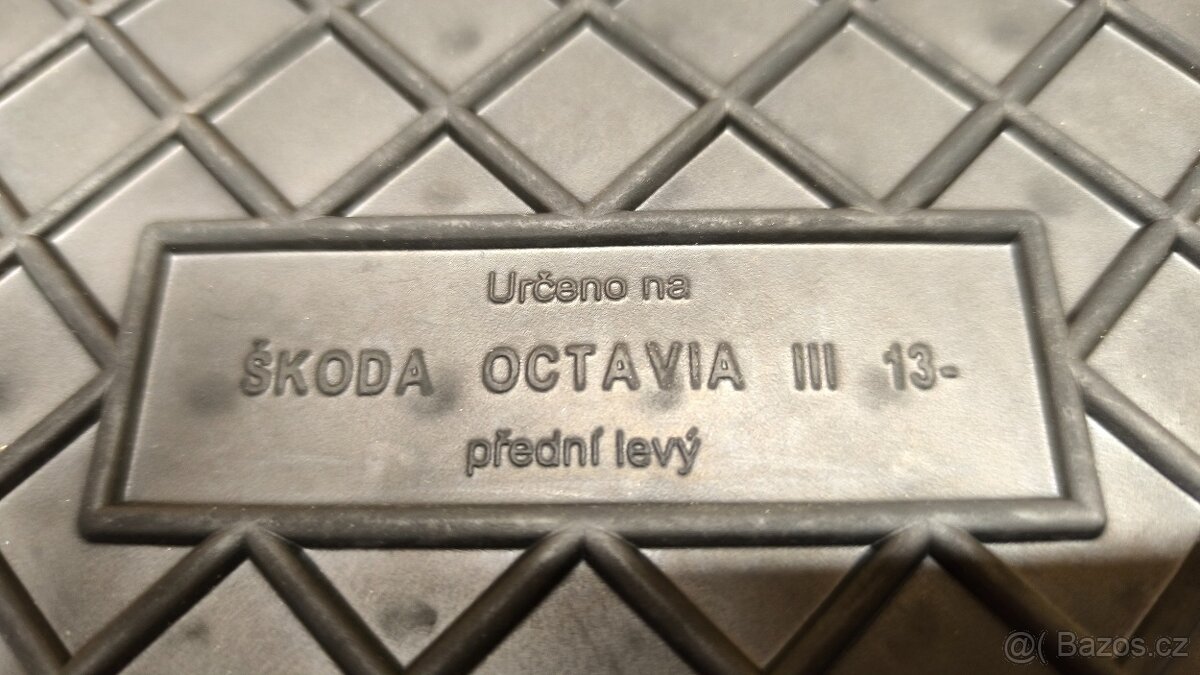 Určeno na
ŠKODA OCTAVIA III 13-
přední levý
@( Bazos.cz